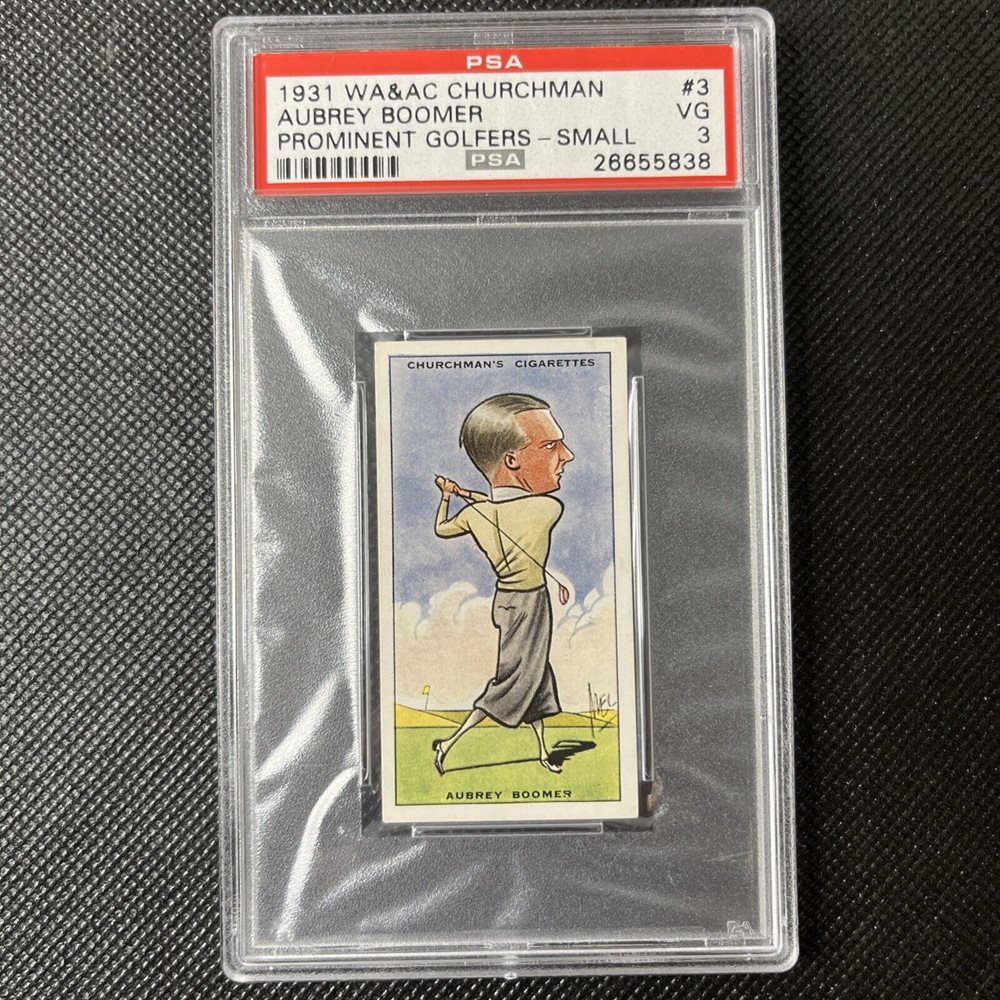 PSA
1931 WA&AC CHURCHMAN #3
AUBREY BOOMER VG
PROMINENT GOLFERS – SMALL 3
PSA 26655838
CHURCHMAN'S CIGARETTES
MEL
AUBREY BOOMER